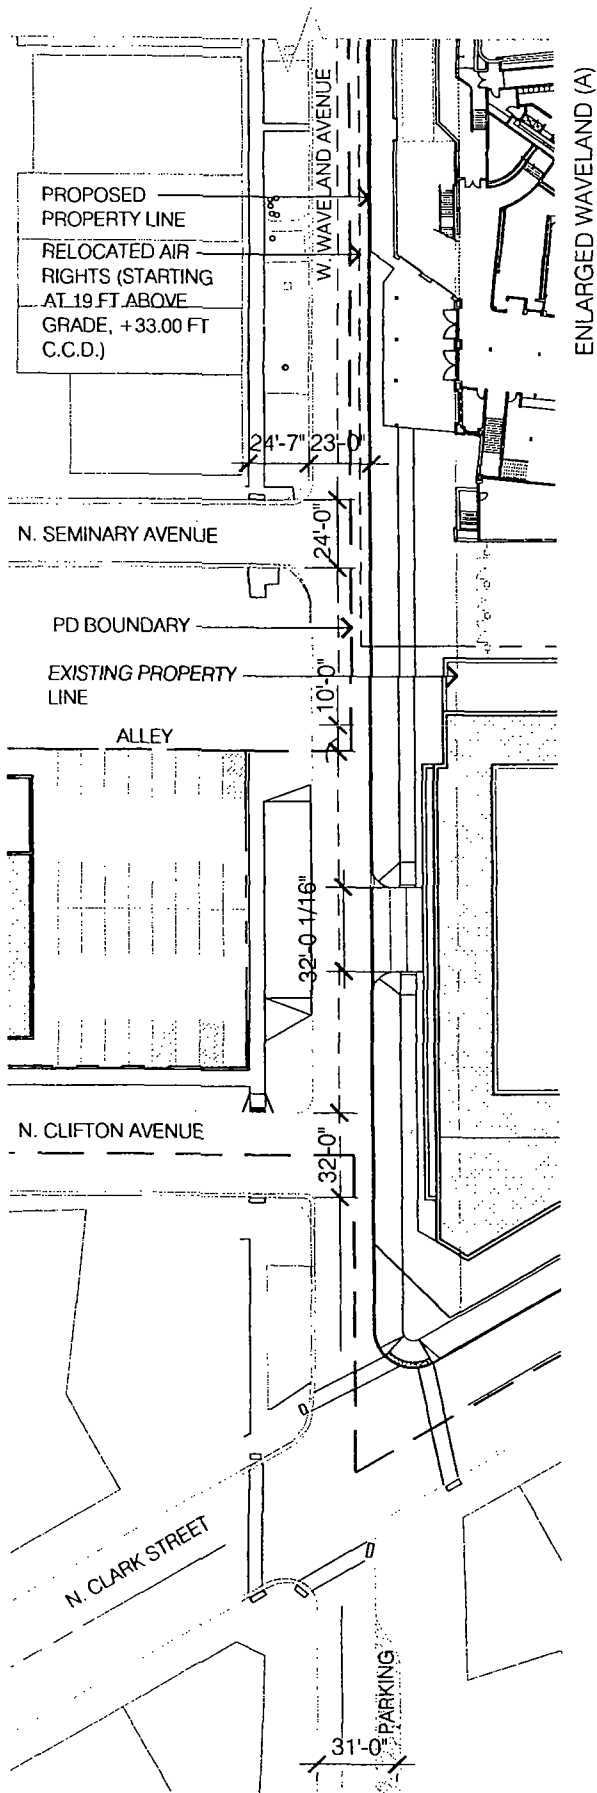 W. WAVELAND AVENUE
ENLARGED WAVELAND (A)
PROPOSED
PROPERTY LINE
RELOCATED AIR
RIGHTS (STARTING
AT 19 FT ABOVE
GRADE, +33.00 FT
C.C.D.)
24'-7" 23'-0"
24'-0"
N. SEMINARY AVENUE
PD BOUNDARY
EXISTING PROPERTY
LINE
10'-0"
ALLEY
32'-0 1/16"
N. CLIFTON AVENUE
32'-0"
N. CLARK STREET
PARKING
31'-0"